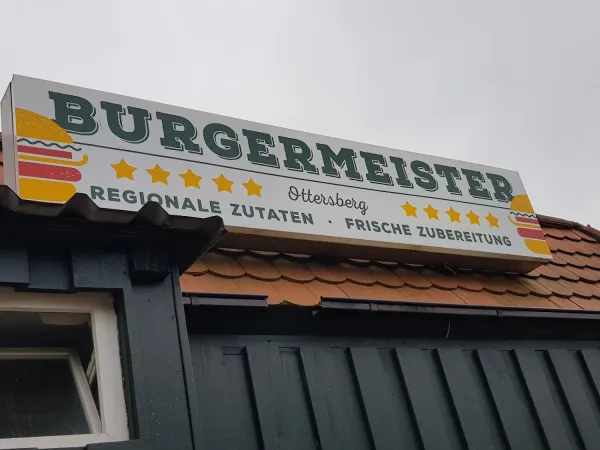 BURGERMEISTER
Ottersberg
REGIONALE ZUTATEN · FRISCHE ZUBEREITUNG